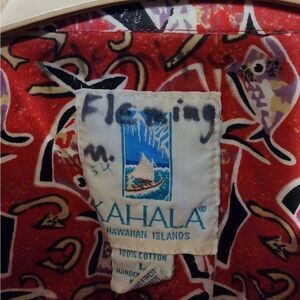 Fleming
M.
KAHALA
HAWAIIAN ISLANDS
100% COTTON
L